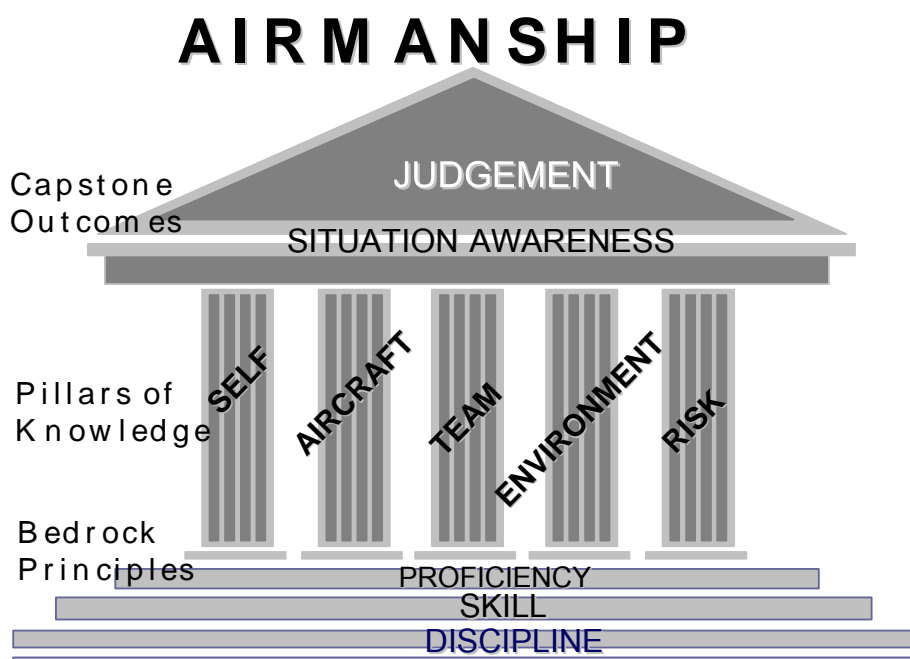 AIRMANSHIP
JUDGEMENT
Capstone
Outcomes
SITUATION AWARENESS
SELF
AIRCRAFT
TEAM
ENVIRONMENT
RISK
Pillars of
Knowledge
Bedrock
Principles
PROFICIENCY
SKILL
DISCIPLINE